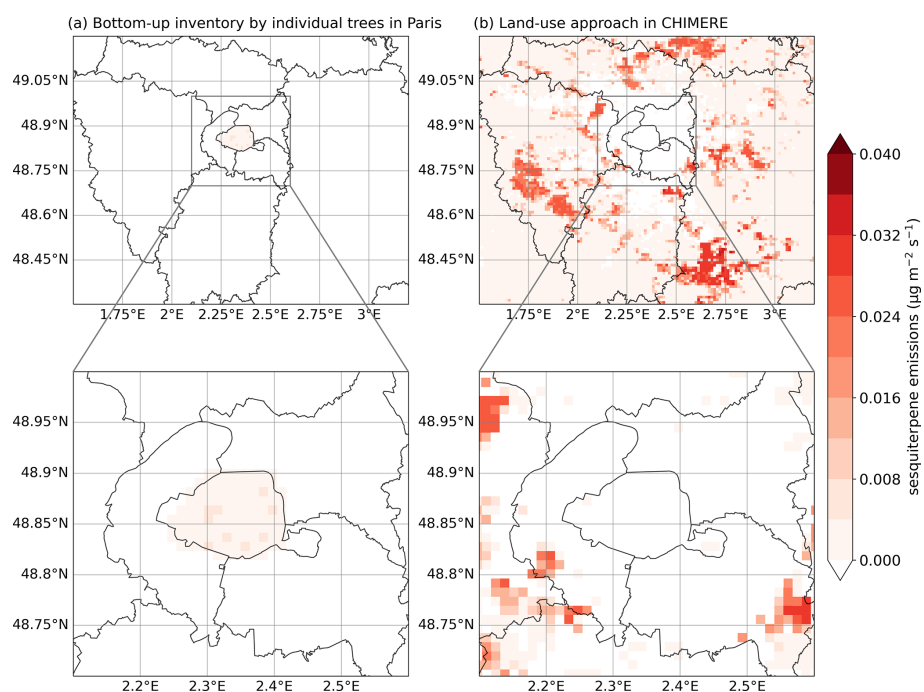 (a) Bottom-up inventory by individual trees in Paris
(b) Land-use approach in CHIMERE
49.05°N
48.9°N
48.75°N
48.6°N
48.45°N
1.75°E 2°E 2.25°E 2.5°E 2.75°E 3°E
49.05°N
48.9°N
48.75°N
48.6°N
48.45°N
1.75°E 2°E 2.25°E 2.5°E 2.75°E 3°E
48.95°N
48.9°N
48.85°N
48.8°N
48.75°N
2.2°E 2.3°E 2.4°E 2.5°E
48.95°N
48.9°N
48.85°N
48.8°N
48.75°N
2.2°E 2.3°E 2.4°E 2.5°E
0.040
0.032
0.024
0.016
0.008
0.000
sesquiterpene emissions (μg m⁻² s⁻¹)